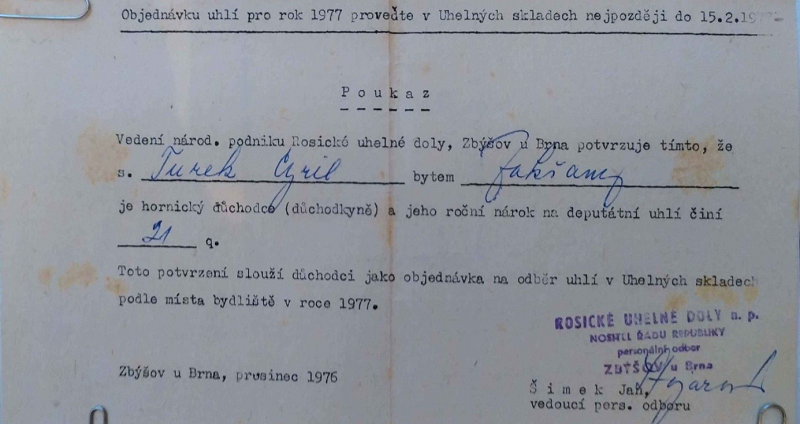 Objednávku uhlí pro rok 1977 proveďte v Uhelných skladech nejpozději do 15.2.1977
Poukaz
Vedení národ. podniku Rosické uhelné doly, Zbýšov u Brna potvrzuje tímto, že
s. Turek Cyril bytem
je hornický důchodce (důchodkyně) a jeho roční nárok na deputátní uhlí činí
21 q.
Toto potvrzení slouží důchodci jako objednávka na odběr uhlí v Uhelných skladech
podle místa bydliště v roce 1977.
ROSICKÉ UHELNÉ DOLY n. p.
NOSITEL ŘÁDU REPUBLIKY
personální odbor
ZBÝŠOV u Brna
Zbýšov u Brna, prosinec 1976
Šimek Jan,
vedoucí pers. odboru